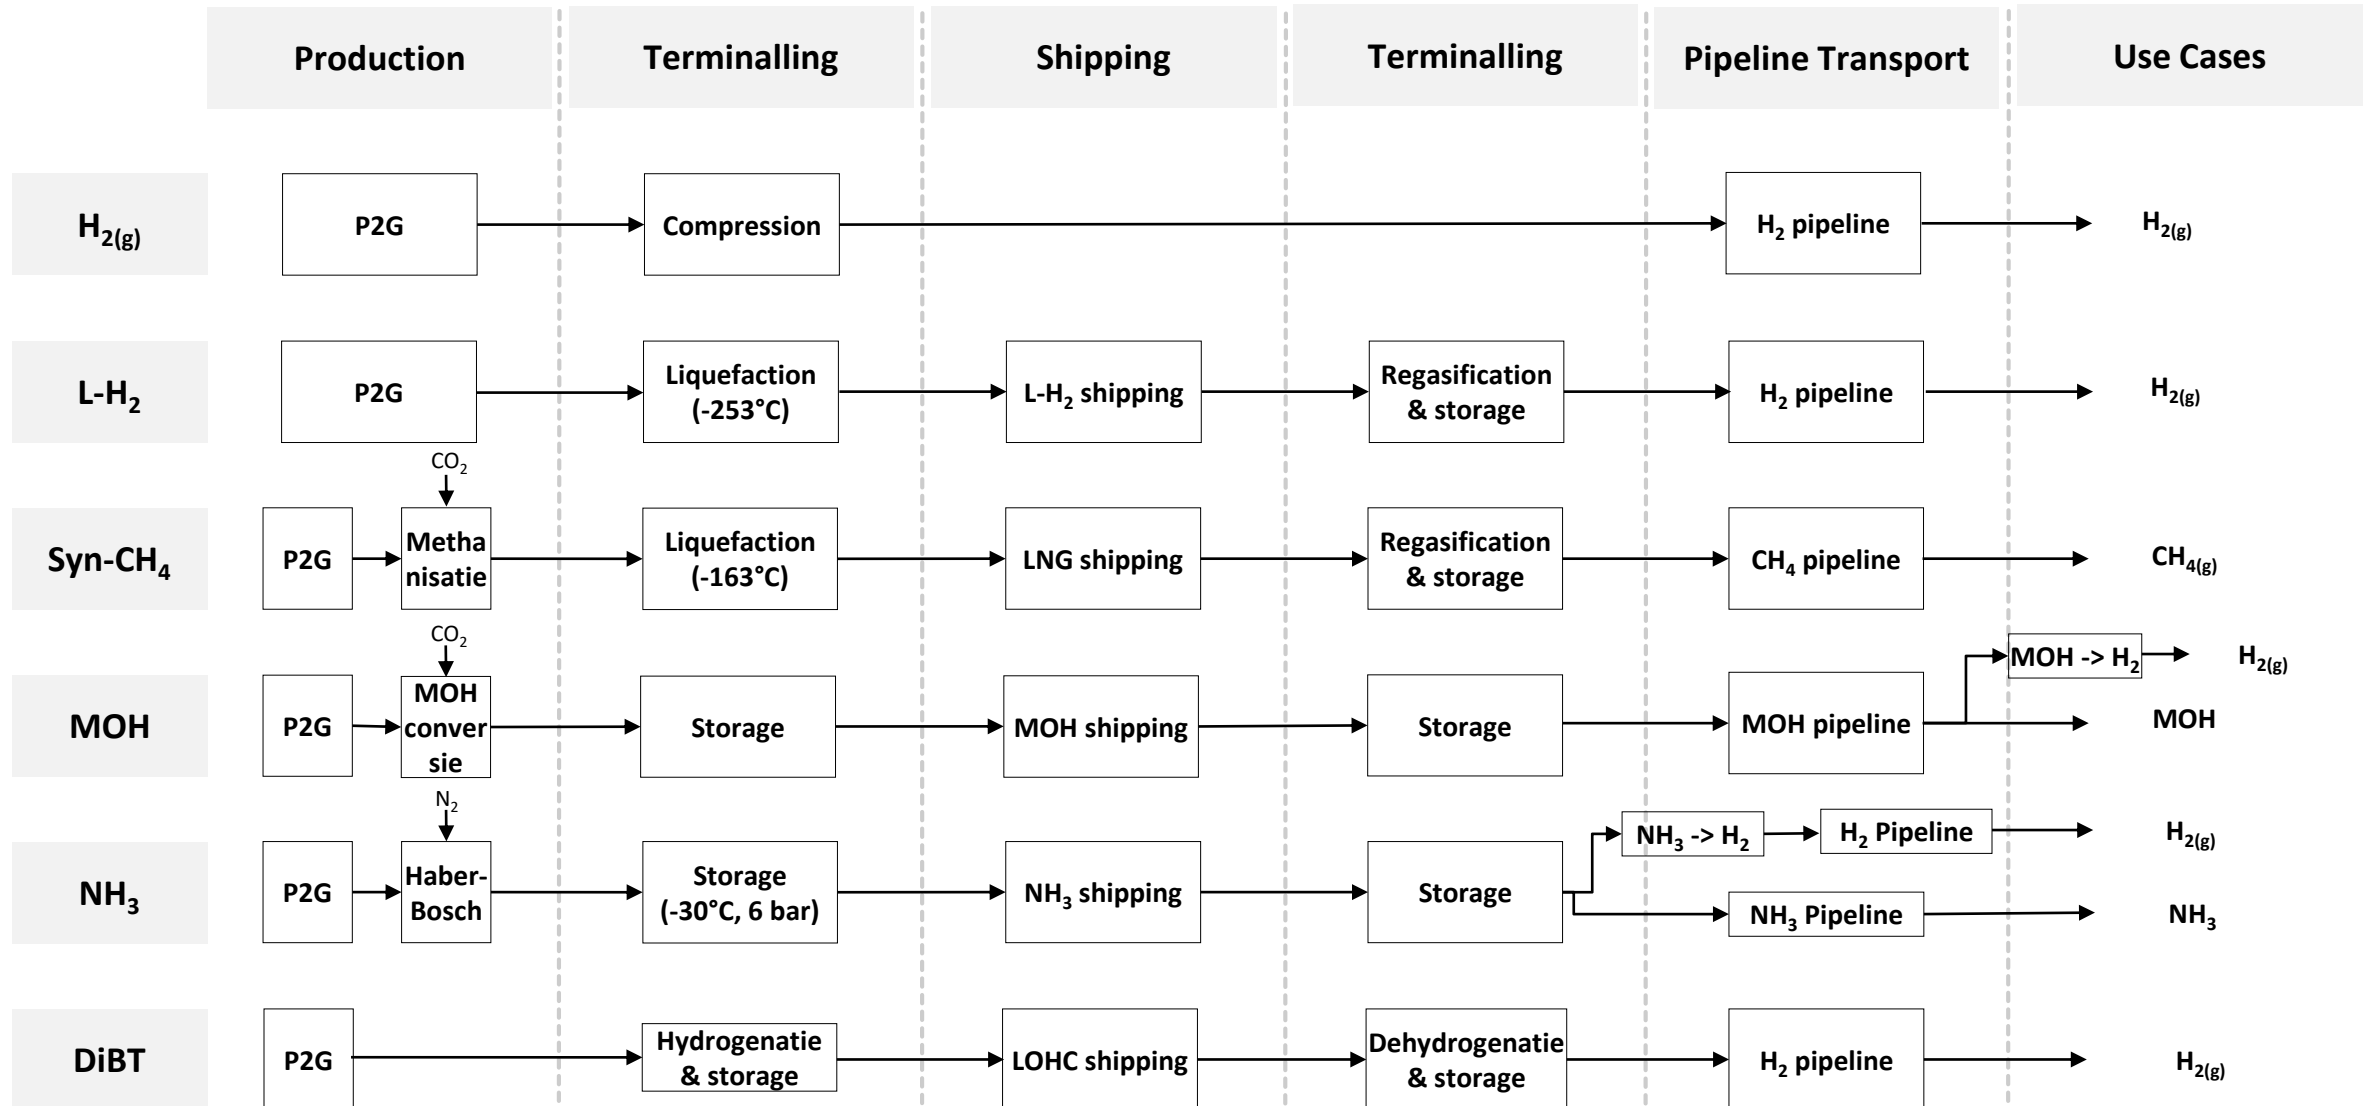 Production
Terminalling
Shipping
Terminalling
Pipeline Transport
Use Cases
H2(g)
P2G
Compression
H2 pipeline
H2(g)
L-H2
P2G
Liquefaction
(-253°C)
L-H2 shipping
Regasification
& storage
H2 pipeline
H2(g)
CO2
Syn-CH4
P2G
Metha
nisatie
Liquefaction
(-163°C)
LNG shipping
Regasification
& storage
CH4 pipeline
CH4(g)
CO2
MOH
P2G
MOH
conver
sie
Storage
MOH shipping
Storage
MOH pipeline
MOH -> H2
H2(g)
MOH
N2
NH3
P2G
Haber-
Bosch
Storage
(-30°C, 6 bar)
NH3 shipping
Storage
NH3 -> H2
H2 Pipeline
H2(g)
NH3 Pipeline
NH3
DiBT
P2G
Hydrogenatie
& storage
LOHC shipping
Dehydrogenatie
& storage
H2 pipeline
H2(g)